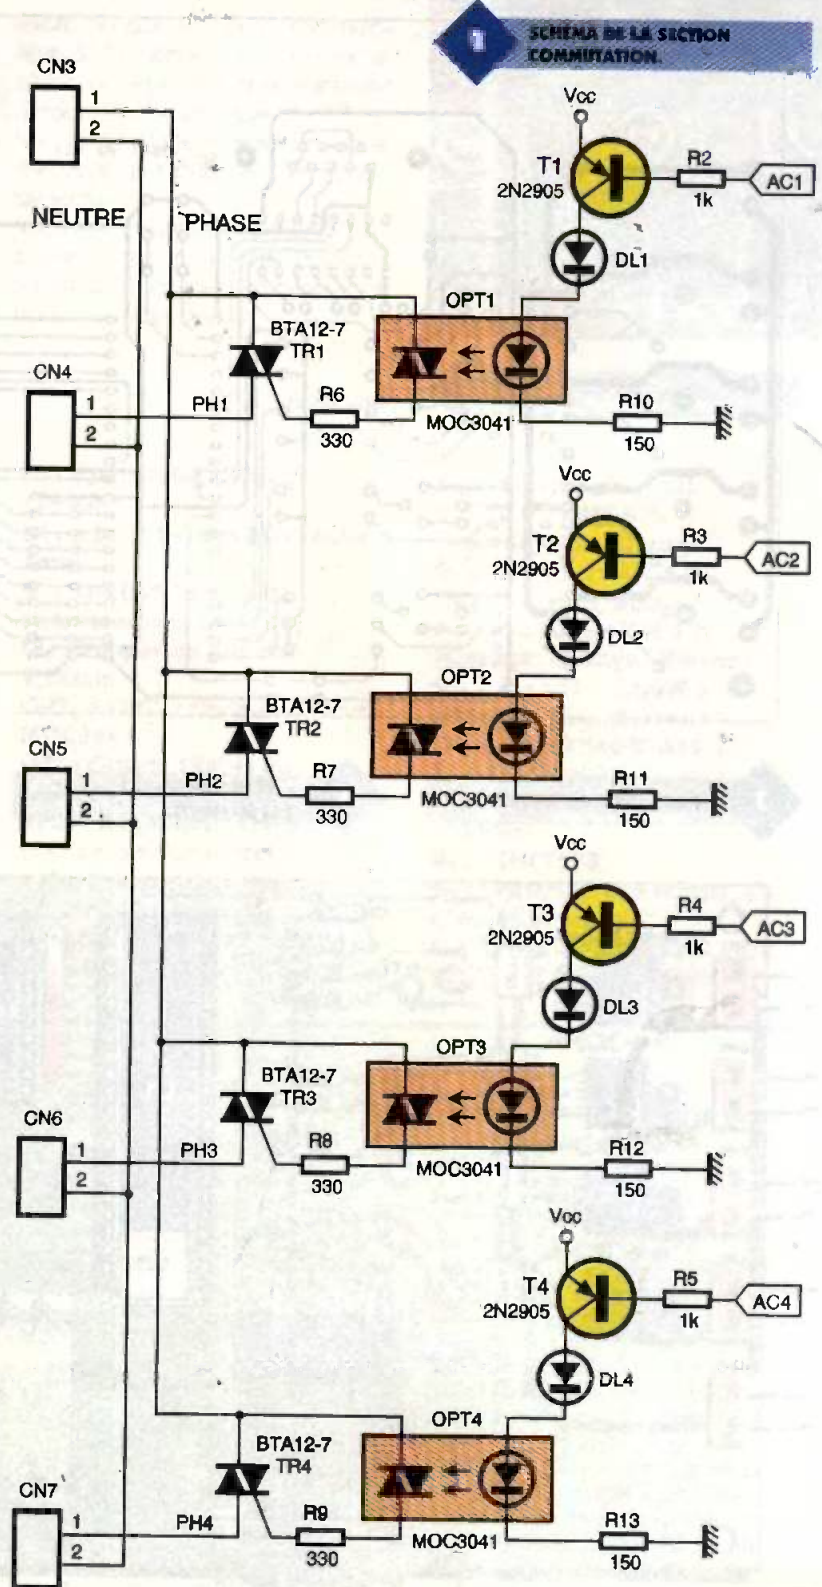 1
SCHEMA DE LA SECTION
COMMUTATION.
CN3
1
2
NEUTRE
PHASE
Vcc
T1
2N2905
R2
1k
AC1
DL1
OPT1
BTA12-7
TR1
R6
330
MOC3041
R10
150
CN4
1
2
PH1
Vcc
T2
2N2905
R3
1k
AC2
DL2
OPT2
BTA12-7
TR2
R7
330
MOC3041
R11
150
CN5
1
2
PH2
Vcc
T3
2N2905
R4
1k
AC3
DL3
OPT3
BTA12-7
TR3
R8
330
MOC3041
R12
150
CN6
1
2
PH3
Vcc
T4
2N2905
R5
1k
AC4
DL4
OPT4
BTA12-7
TR4
R9
330
MOC3041
R13
150
CN7
1
2
PH4